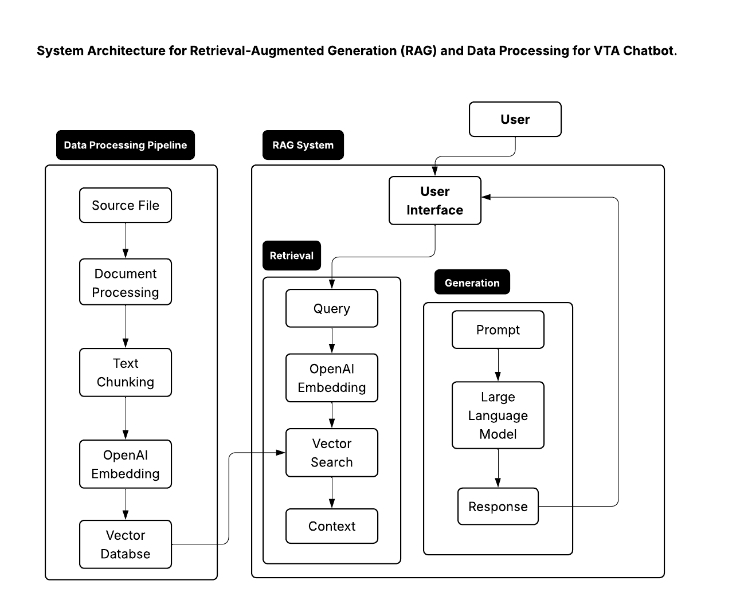 System Architecture for Retrieval-Augmented Generation (RAG) and Data Processing for VTA Chatbot.
User
Data Processing Pipeline
RAG System
Source File
Document
Processing
Text
Chunking
OpenAI
Embedding
Vector
Databse
User
Interface
Retrieval
Query
OpenAI
Embedding
Vector
Search
Context
Generation
Prompt
Large
Language
Model
Response